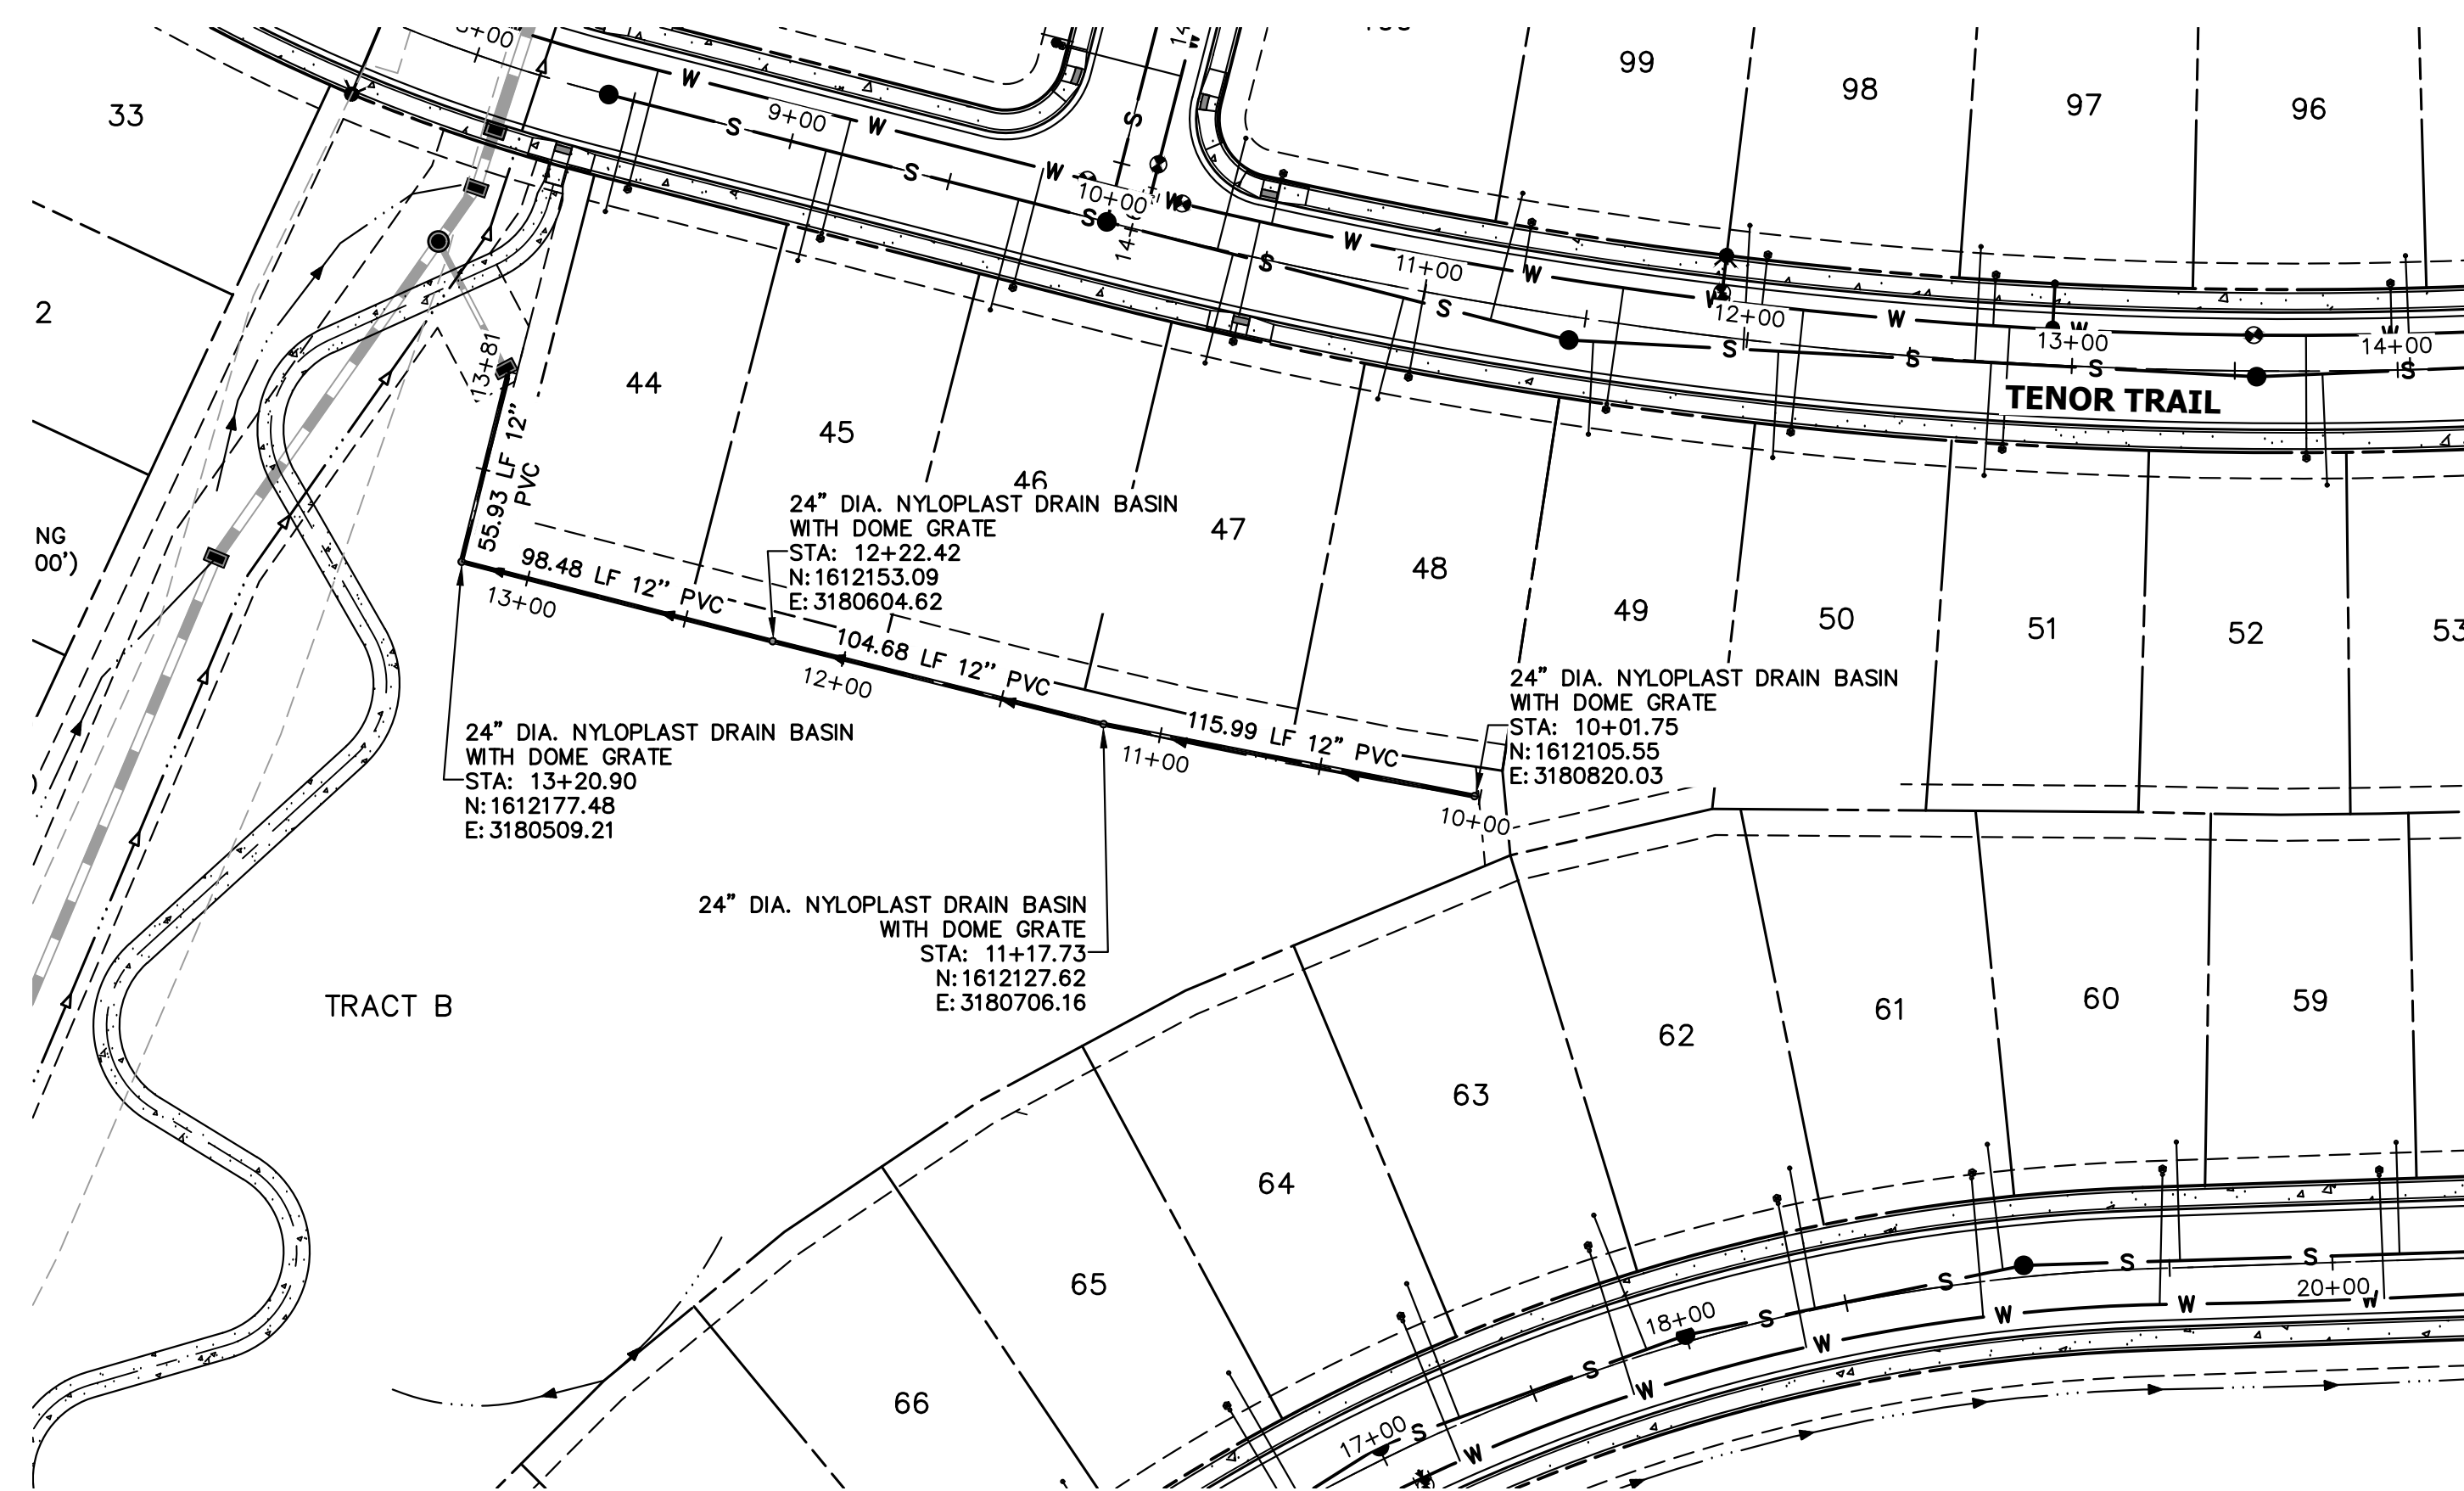 99
98
97
96
33
9+00
W
W
W
W
W
W
W
W
S
S
S
S
S
S
S
S
S
S
10+00
11+00
12+00
13+00
14+00
TENOR TRAIL
2
NG
00')
13+81
44
45
46
47
48
49
50
51
52
55.93 LF 12"
PVC
24" DIA. NYLOPLAST DRAIN BASIN
WITH DOME GRATE
STA: 12+22.42
N:1612153.09
E:3180604.62
98.48 LF 12" PVC
13+00
104.68 LF 12" PVC
12+00
115.99 LF 12" PVC
11+00
10+00
24" DIA. NYLOPLAST DRAIN BASIN
WITH DOME GRATE
STA: 10+01.75
N:1612105.55
E:3180820.03
24" DIA. NYLOPLAST DRAIN BASIN
WITH DOME GRATE
STA: 13+20.90
N:1612177.48
E:3180509.21
24" DIA. NYLOPLAST DRAIN BASIN
WITH DOME GRATE
STA: 11+17.73
N:1612127.62
E:3180706.16
TRACT B
59
60
61
62
63
64
65
66
S
S
S
S
S
S
W
W
W
W
W
W
17+00
18+00
20+00